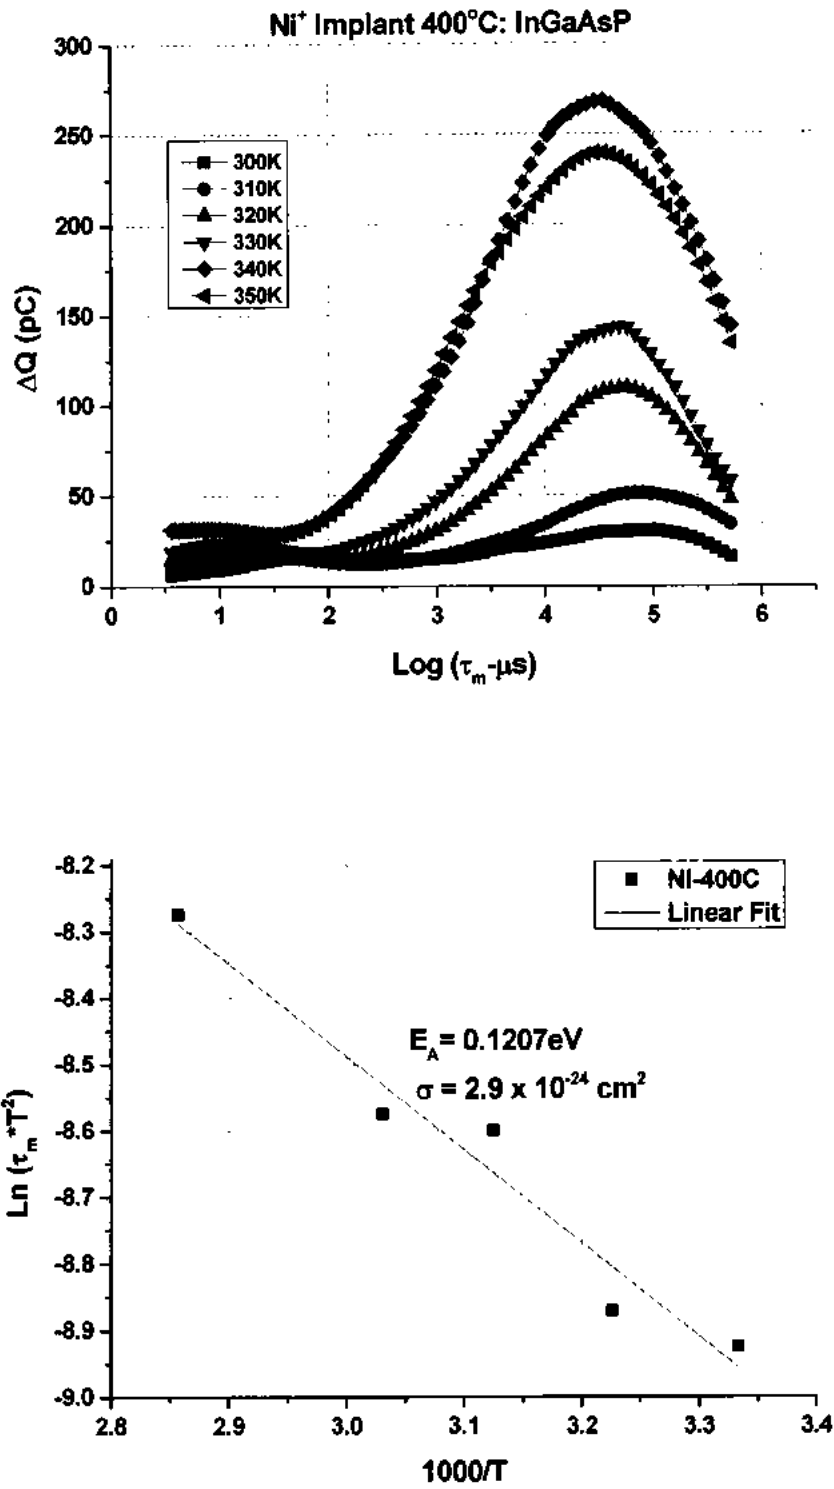 Ni⁺ Implant 400°C: InGaAsP
300
250
200
150
100
50
0
ΔQ (pC)
300K
310K
320K
330K
340K
350K
0 1 2 3 4 5 6
Log (τₘ-μs)
-8.2
-8.3
-8.4
-8.5
-8.6
-8.7
-8.8
-8.9
-9.0
Ln (τₘ*T²)
NI-400C
Linear Fit
E_A= 0.1207eV
σ = 2.9 x 10⁻²⁴ cm²
2.8 2.9 3.0 3.1 3.2 3.3 3.4
1000/T